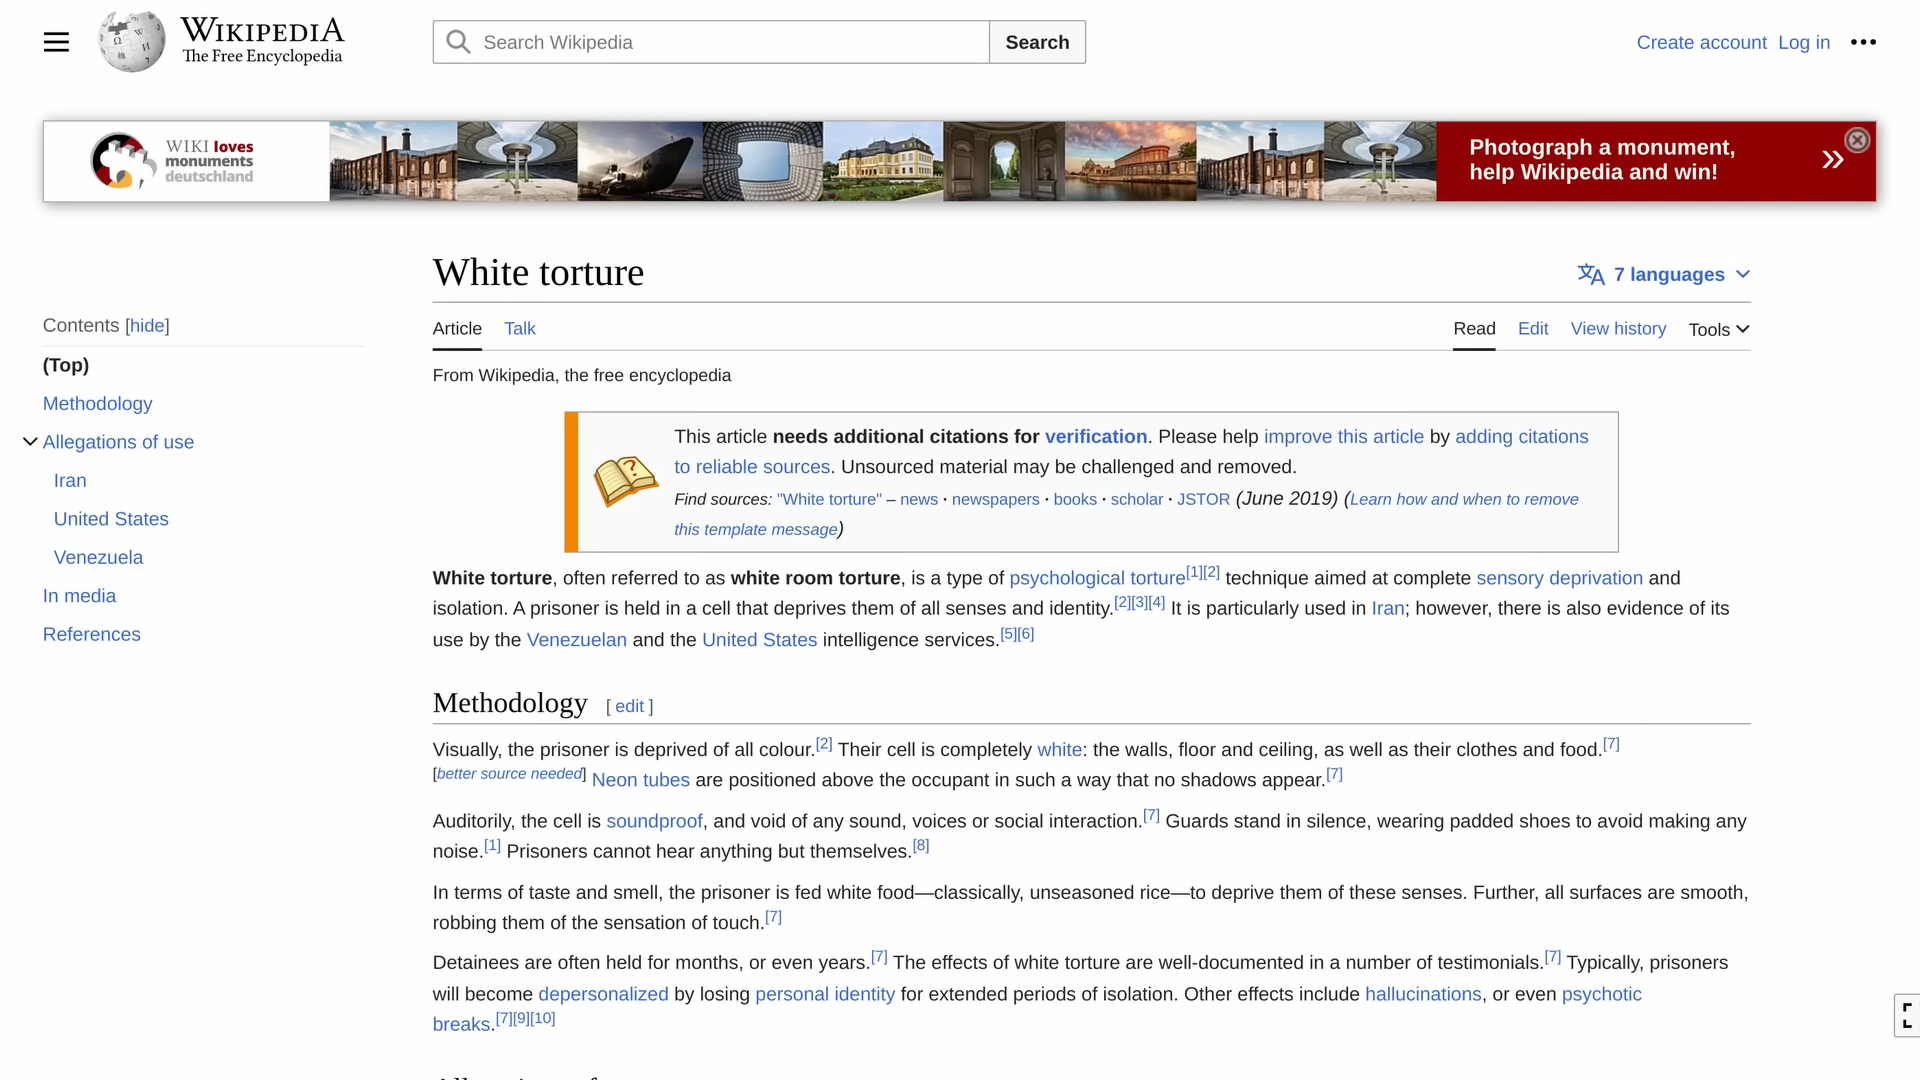 WIKIPEDIA
The Free Encyclopedia
Search Wikipedia
Search
Create account Log in
WIKI loves
monuments
deutschland
Photograph a monument,
help Wikipedia and win!
White torture
7 languages
Contents [hide]
(Top)
Methodology
Allegations of use
Iran
United States
Venezuela
In media
References
Article Talk
Read Edit View history Tools
From Wikipedia, the free encyclopedia
This article needs additional citations for verification. Please help improve this article by adding citations
to reliable sources. Unsourced material may be challenged and removed.
Find sources: "White torture" – news · newspapers · books · scholar · JSTOR (June 2019) (Learn how and when to remove
this template message)
White torture, often referred to as white room torture, is a type of psychological torture[1][2] technique aimed at complete sensory deprivation and
isolation. A prisoner is held in a cell that deprives them of all senses and identity.[2][3][4] It is particularly used in Iran; however, there is also evidence of its
use by the Venezuelan and the United States intelligence services.[5][6]
Methodology [ edit ]
Visually, the prisoner is deprived of all colour.[2] Their cell is completely white: the walls, floor and ceiling, as well as their clothes and food.[7]
[better source needed] Neon tubes are positioned above the occupant in such a way that no shadows appear.[7]
Auditorily, the cell is soundproof, and void of any sound, voices or social interaction.[7] Guards stand in silence, wearing padded shoes to avoid making any
noise.[1] Prisoners cannot hear anything but themselves.[8]
In terms of taste and smell, the prisoner is fed white food—classically, unseasoned rice—to deprive them of these senses. Further, all surfaces are smooth,
robbing them of the sensation of touch.[7]
Detainees are often held for months, or even years.[7] The effects of white torture are well-documented in a number of testimonials.[7] Typically, prisoners
will become depersonalized by losing personal identity for extended periods of isolation. Other effects include hallucinations, or even psychotic
breaks.[7][9][10]